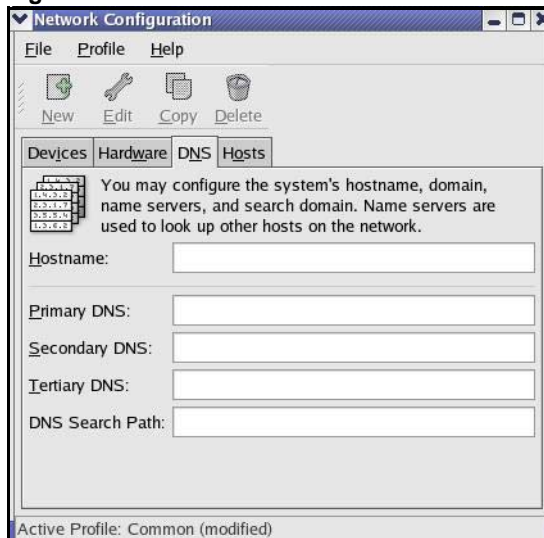 Network Configuration
File Profile Help
New Edit Copy Delete
Devices Hardware DNS Hosts
You may configure the system's hostname, domain,
name servers, and search domain. Name servers are
used to look up other hosts on the network.
Hostname:
Primary DNS:
Secondary DNS:
Tertiary DNS:
DNS Search Path:
Active Profile: Common (modified)